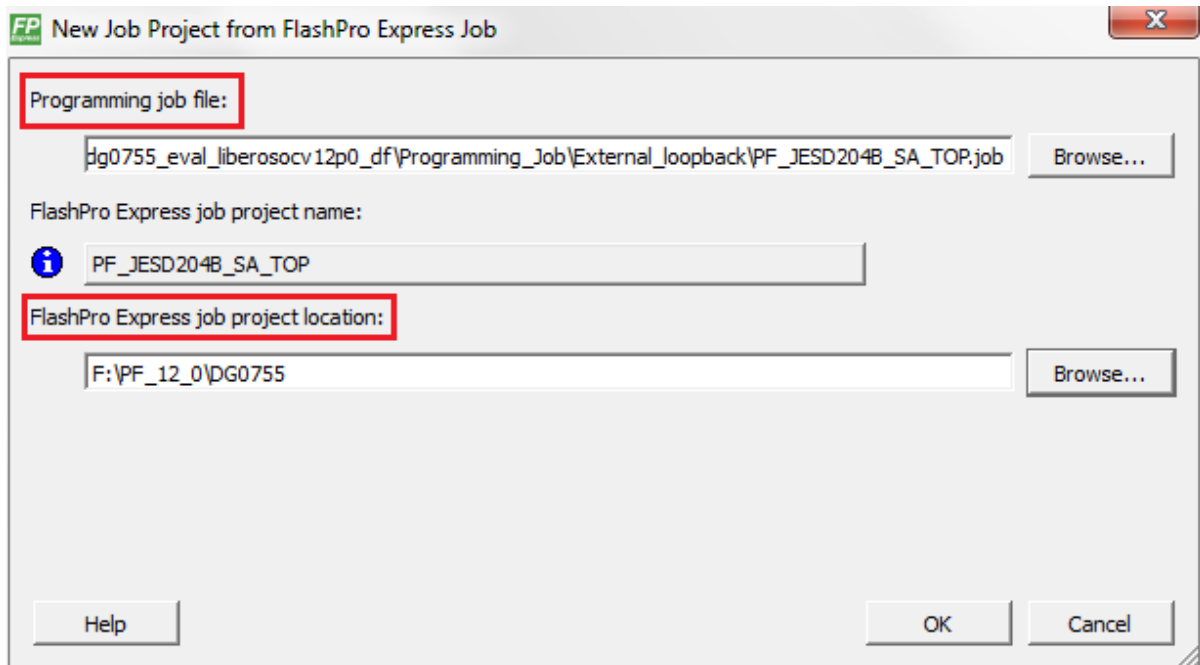 FP Express New Job Project from FlashPro Express Job
X
Programming job file:
dg0755_eval_liberosocv12p0_df\Programming_Job\External_loopback\PF_JESD204B_SA_TOP.job Browse...
FlashPro Express job project name:
i PF_JESD204B_SA_TOP
FlashPro Express job project location:
F:\PF_12_0\DG0755 Browse...
Help OK Cancel